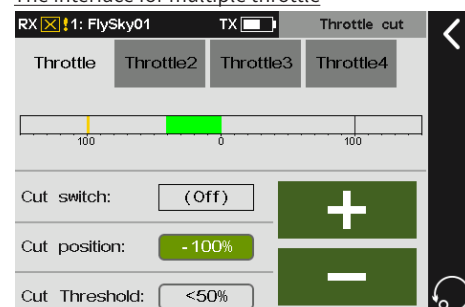 The interface for multiple throttle
RX !1: FlySky01 TX Throttle cut
Throttle Throttle2 Throttle3 Throttle4
100 0 100
Cut switch: (Off)
+
Cut position: -100%
−
Cut Threshold: <50%